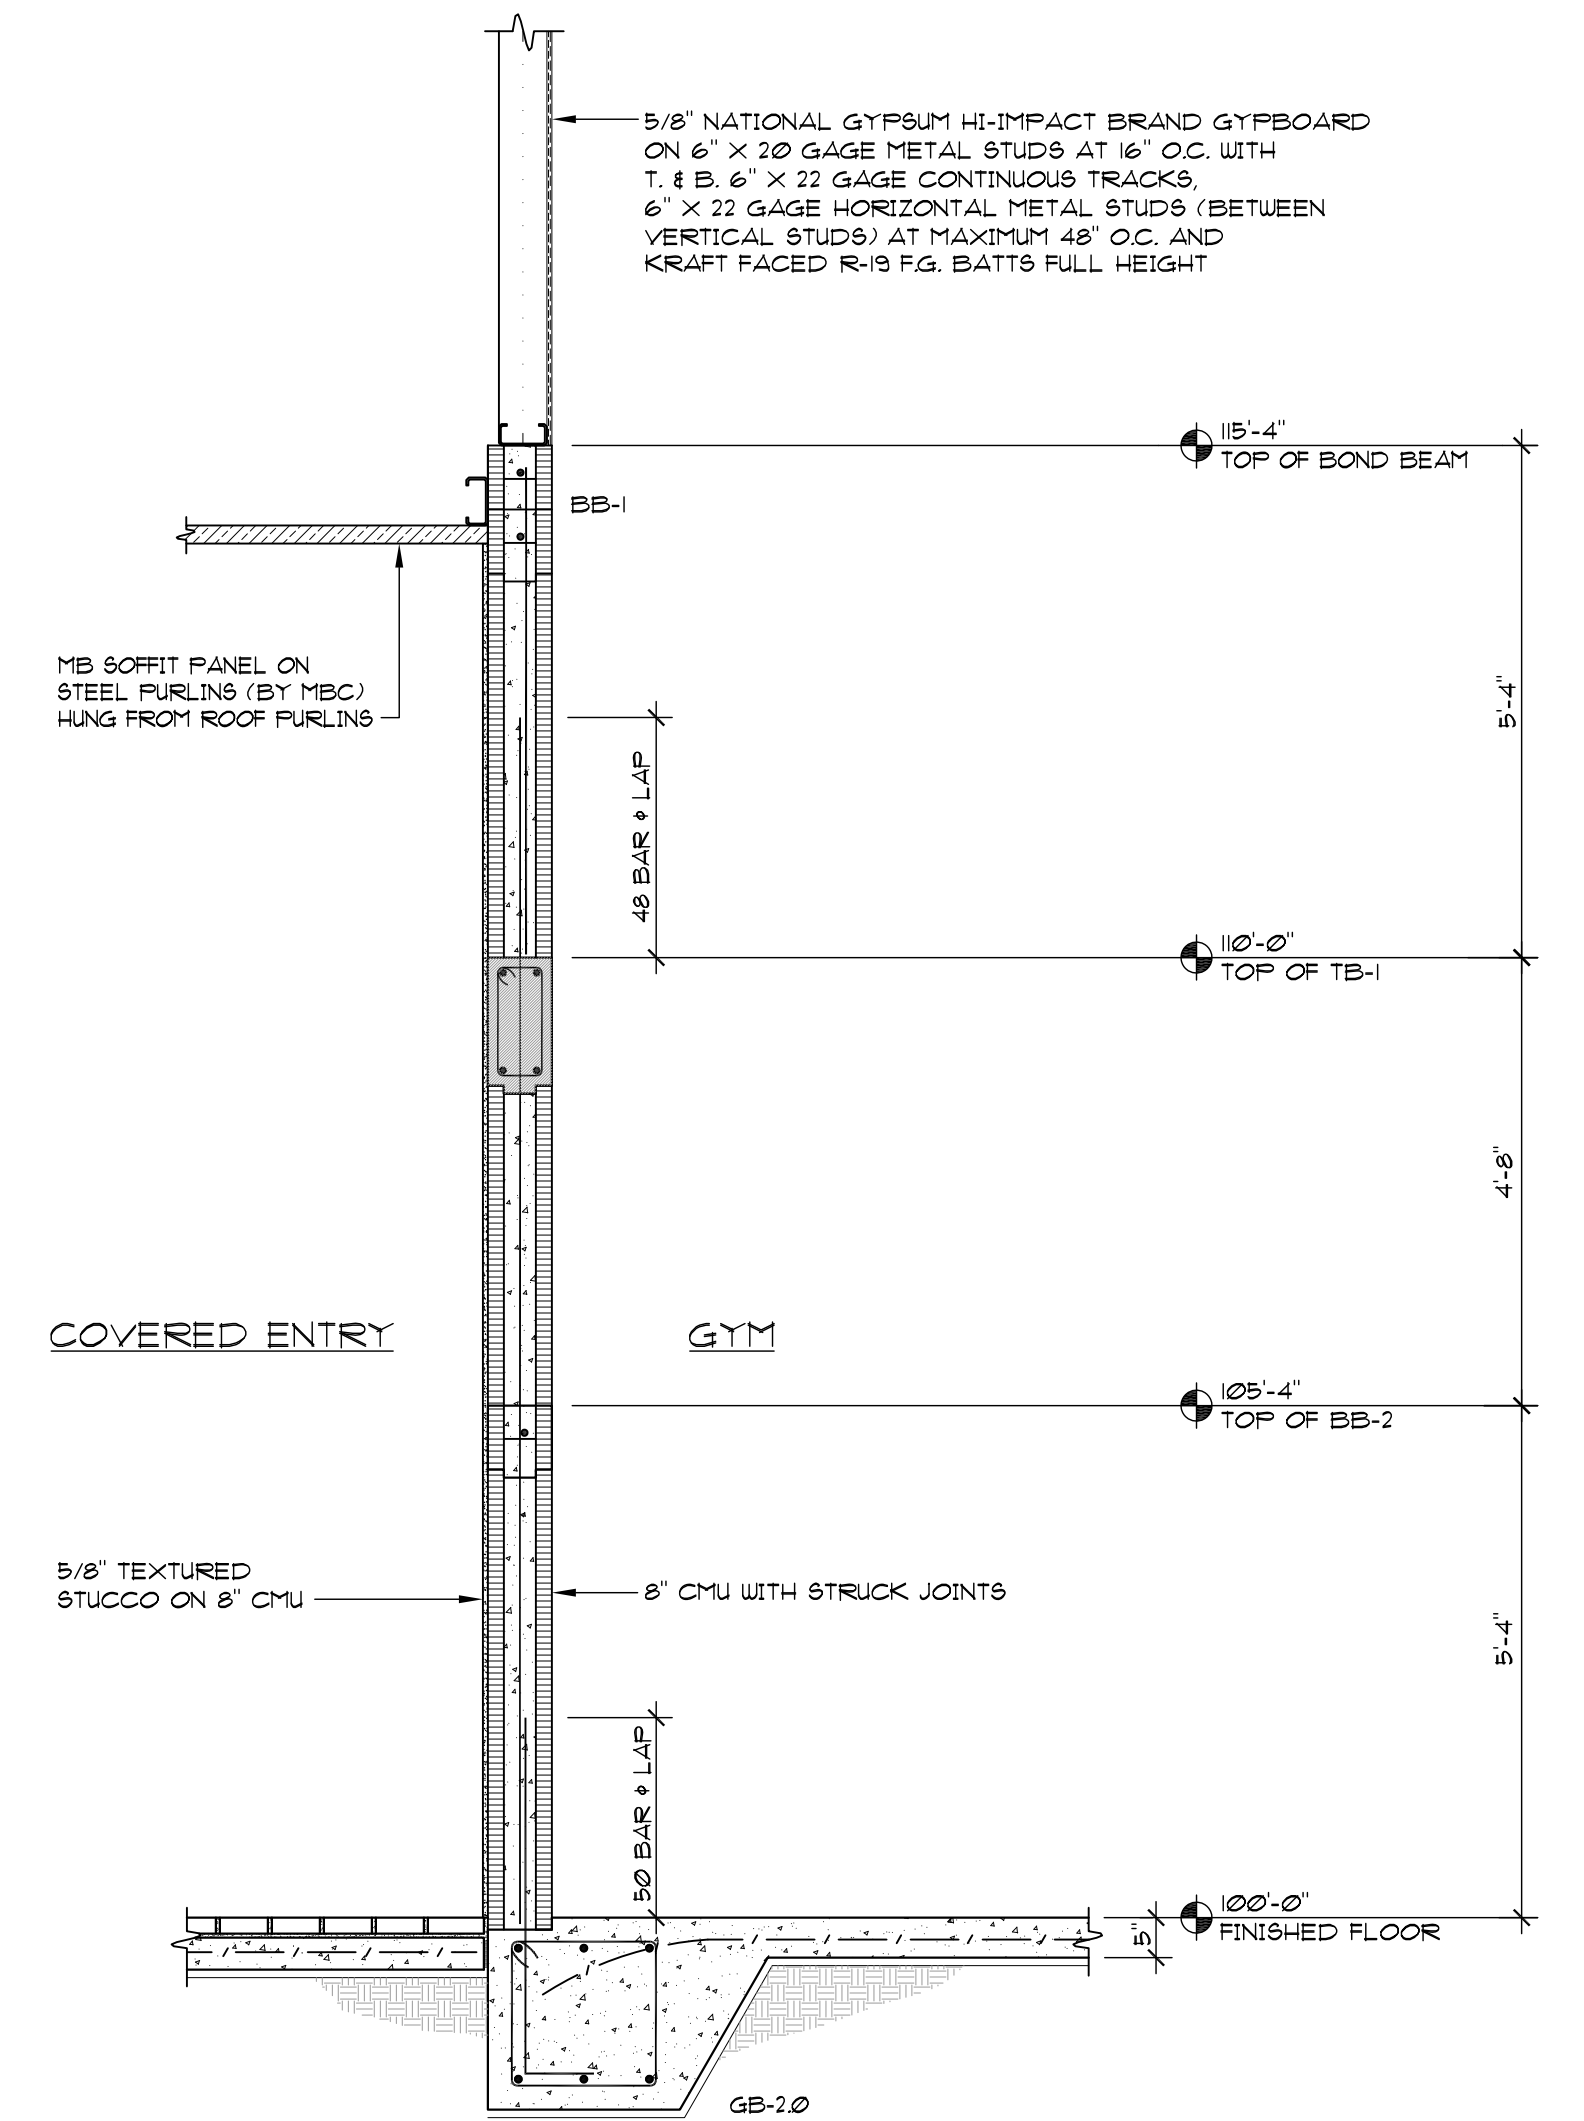 5/8" NATIONAL GYPSUM HI-IMPACT BRAND GYPBOARD
ON 6" X 20 GAGE METAL STUDS AT 16" O.C. WITH
T. & B. 6" X 22 GAGE CONTINUOUS TRACKS,
6" X 22 GAGE HORIZONTAL METAL STUDS (BETWEEN
VERTICAL STUDS) AT MAXIMUM 48" O.C. AND
KRAFT FACED R-19 F.G. BATTS FULL HEIGHT
115'-4"
TOP OF BOND BEAM
BB-1
MB SOFFIT PANEL ON
STEEL PURLINS (BY MBC)
HUNG FROM ROOF PURLINS
5'-4"
48 BAR ϕ LAP
110'-0"
TOP OF TB-1
4'-8"
COVERED ENTRY
GYM
105'-4"
TOP OF BB-2
5/8" TEXTURED
STUCCO ON 8" CMU
8" CMU WITH STRUCK JOINTS
5'-4"
50 BAR ϕ LAP
100'-0"
FINISHED FLOOR
5"
GB-2.0